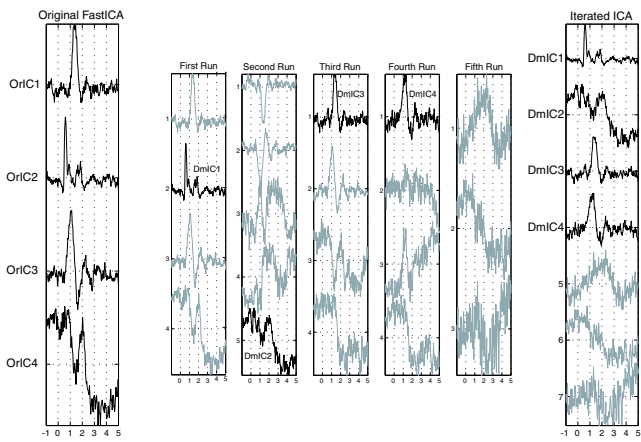 Original FastICA
Iterated ICA
First Run
Second Run
Third Run
Fourth Run
Fifth Run
OrIC1
OrIC2
OrIC3
OrIC4
-1 0 1 2 3 4 5
1
2
DmIC1
3
4
0 1 2 3 4 5
1
2
3
4
5
DmIC2
0 1 2 3 4 5
DmIC3
1
2
3
4
0 1 2 3 4 5
DmIC4
1
2
3
4
0 1 2 3 4 5
1
2
3
0 1 2 3 4 5
DmIC1
DmIC2
DmIC3
DmIC4
5
6
7
-1 0 1 2 3 4 5